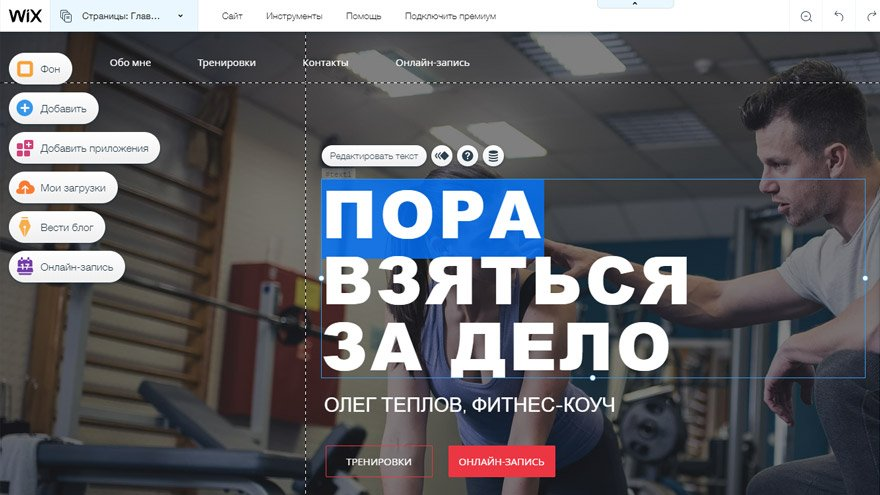 WiX Страницы: Глав... Сайт Инструменты Помощь Подключить премиум
Обо мне Тренировки Контакты Онлайн-запись
Фон
Добавить
Добавить приложения
Мои загрузки
Вести блог
Онлайн-запись
Редактировать текст ?
#text1
ПОРА
ВЗЯТЬСЯ
ЗА ДЕЛО
ОЛЕГ ТЕПЛОВ, ФИТНЕС-КОУЧ
ТРЕНИРОВКИ ОНЛАЙН-ЗАПИСЬ